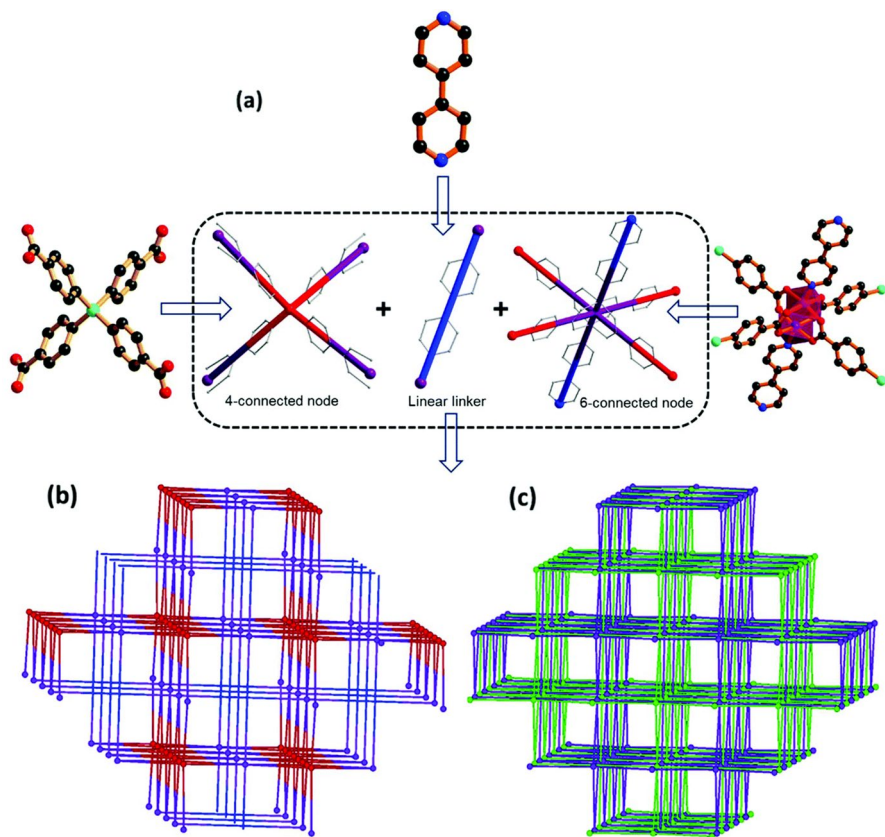 (a)
+ +
4-connected node Linear linker 6-connected node
(b) (c)